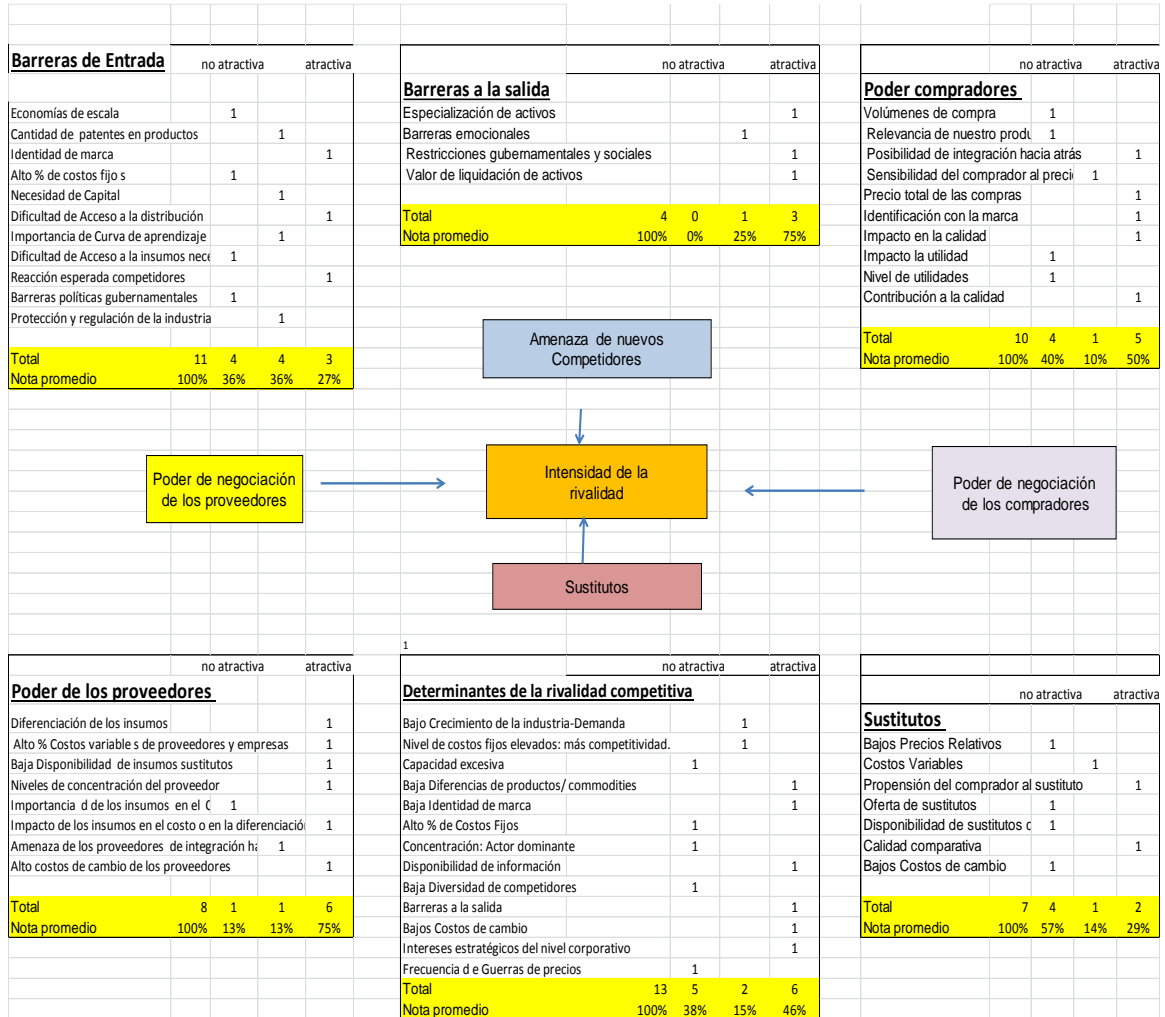 Barreras de Entrada no atractiva atractiva
Economías de escala 1
Cantidad de patentes en productos 1
Identidad de marca 1
Alto % de costos fijo s 1
Necesidad de Capital 1
Dificultad de Acceso a la distribución 1
Importancia de Curva de aprendizaje 1
Dificultad de Acceso a la insumos nece 1
Reacción esperada competidores 1
Barreras políticas gubernamentales 1
Protección y regulación de la industria 1
Total 11 4 4 3
Nota promedio 100% 36% 36% 27%
no atractiva atractiva
Barreras a la salida
Especialización de activos 1
Barreras emocionales 1
Restricciones gubernamentales y sociales 1
Valor de liquidación de activos 1
Total 4 0 1 3
Nota promedio 100% 0% 25% 75%
no atractiva atractiva
Poder compradores
Volúmenes de compra 1
Relevancia de nuestro produ 1
Posibilidad de integración hacia atrás 1
Sensibilidad del comprador al preci 1
Precio total de las compras 1
Identificación con la marca 1
Impacto en la calidad 1
Impacto la utilidad 1
Nivel de utilidades 1
Contribución a la calidad 1
Total 10 4 1 5
Nota promedio 100% 40% 10% 50%
Amenaza de nuevos
Competidores
Poder de negociación
de los proveedores
Intensidad de la
rivalidad
Poder de negociación
de los compradores
Sustitutos
1
no atractiva atractiva
Poder de los proveedores
Diferenciación de los insumos 1
Alto % Costos variable s de proveedores y empresas 1
Baja Disponibilidad de insumos sustitutos 1
Niveles de concentración del proveedor 1
Importancia d de los insumos en el 1
Impacto de los insumos en el costo o en la diferenciació 1
Amenaza de los proveedores de integración ha 1
Alto costos de cambio de los proveedores 1
Total 8 1 1 6
Nota promedio 100% 13% 13% 75%
no atractiva atractiva
Determinantes de la rivalidad competitiva
Bajo Crecimiento de la industria-Demanda 1
Nivel de costos fijos elevados: más competitividad. 1
Capacidad excesiva 1
Baja Diferencias de productos/ commodities 1
Baja Identidad de marca 1
Alto % de Costos Fijos 1
Concentración: Actor dominante 1
Disponibilidad de información 1
Baja Diversidad de competidores 1
Barreras a la salida 1
Bajos Costos de cambio 1
Intereses estratégicos del nivel corporativo 1
Frecuencia d e Guerras de precios 1
Total 13 5 2 6
Nota promedio 100% 38% 15% 46%
no atractiva atractiva
Sustitutos
Bajos Precios Relativos 1
Costos Variables 1
Propensión del comprador al sustituto 1
Oferta de sustitutos 1
Disponibilidad de sustitutos 1
Calidad comparativa 1
Bajos Costos de cambio 1
Total 7 4 1 2
Nota promedio 100% 57% 14% 29%